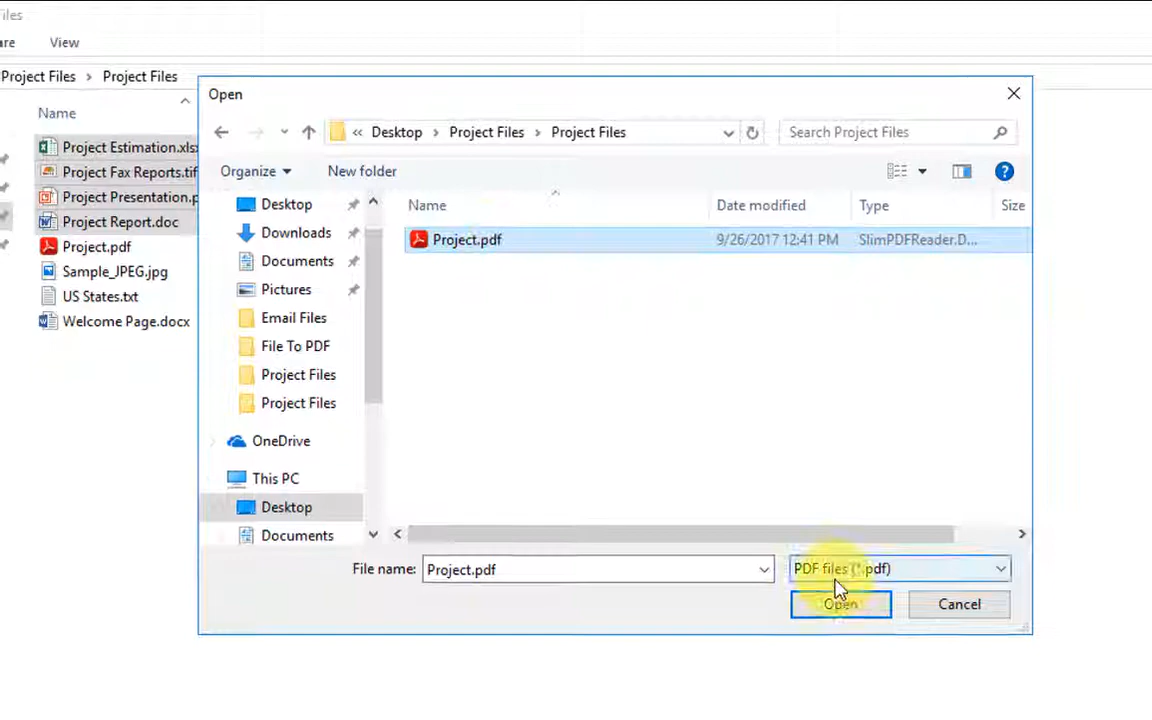 iles
re View
Project Files > Project Files
Name
Project Estimation.xls
Project Fax Reports.tif
Project Presentation.p
Project Report.doc
Project.pdf
Sample_JPEG.jpg
US States.txt
Welcome Page.docx
Open
« Desktop > Project Files > Project Files
Search Project Files
Organize
New folder
Desktop
Downloads
Documents
Pictures
Email Files
File To PDF
Project Files
Project Files
OneDrive
This PC
Desktop
Documents
Name Date modified Type Size
Project.pdf 9/26/2017 12:41 PM SlimPDFReader.D...
File name: Project.pdf PDF files (*.pdf)
Open Cancel